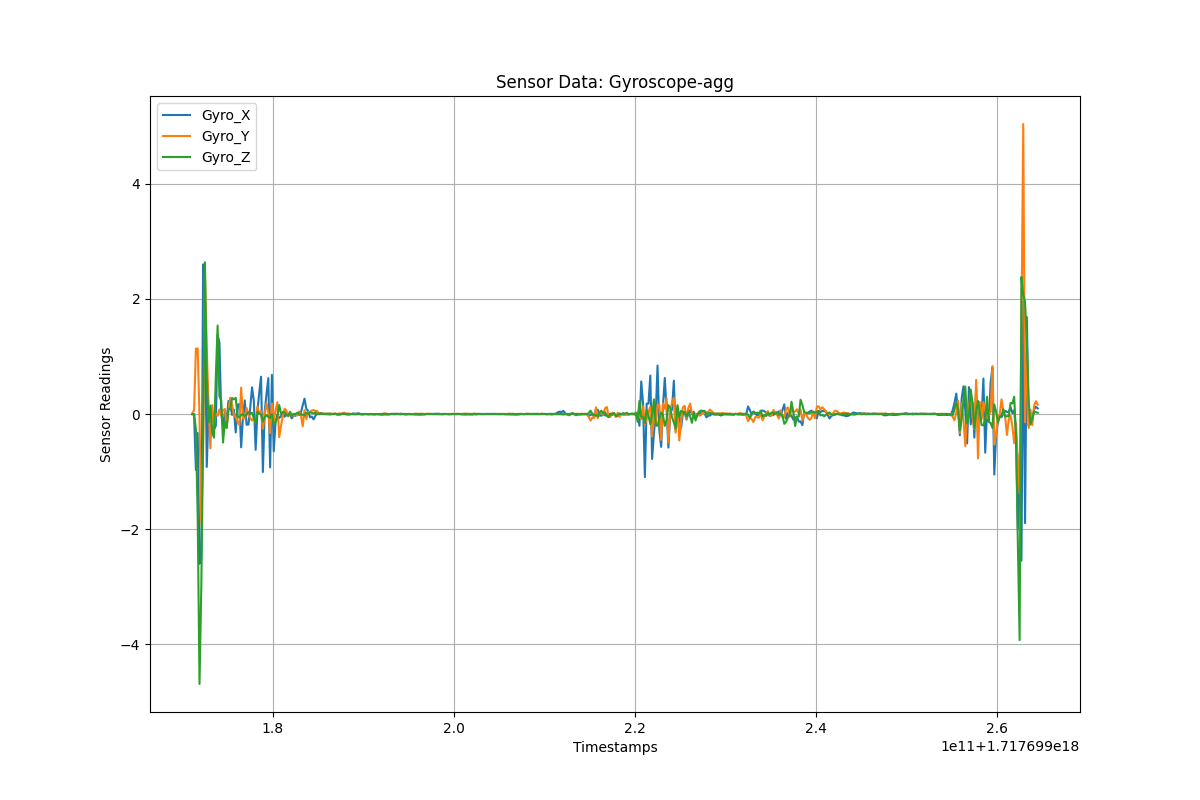 Sensor Data: Gyroscope-agg
Gyro_X
Gyro_Y
Gyro_Z
4
2
0
−2
−4
Sensor Readings
1.8
2.0
2.2
2.4
2.6
Timestamps
1e11+1.717699e18